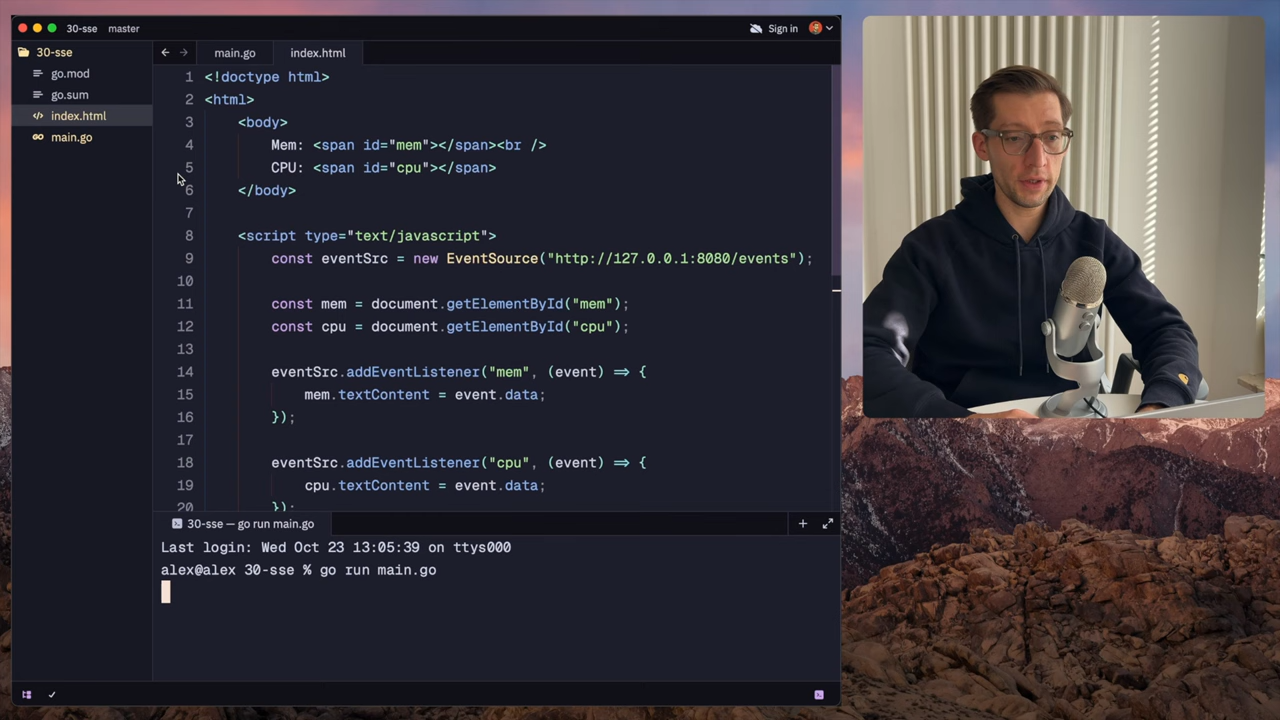 30-sse master
Sign in
30-sse
go.mod
go.sum
index.html
main.go
main.go index.html
1 <!doctype html>
2 <html>
3 <body>
4 Mem: <span id="mem"></span><br />
5 CPU: <span id="cpu"></span>
6 </body>
7
8 <script type="text/javascript">
9 const eventSrc = new EventSource("http://127.0.0.1:8080/events");
10
11 const mem = document.getElementById("mem");
12 const cpu = document.getElementById("cpu");
13
14 eventSrc.addEventListener("mem", (event) => {
15 mem.textContent = event.data;
16 });
17
18 eventSrc.addEventListener("cpu", (event) => {
19 cpu.textContent = event.data;
20 });
30-sse — go run main.go
Last login: Wed Oct 23 13:05:39 on ttys000
alex@alex 30-sse % go run main.go